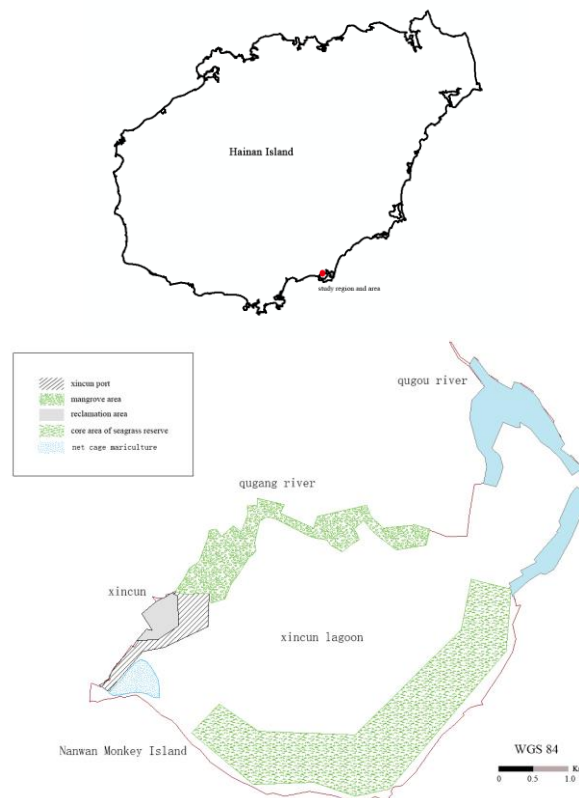 Hainan Island
study region and area
xincun port
mangrove area
reclamation area
core area of seagrass reserve
net cage mariculture
qugou river
qugang river
xincun
xincun lagoon
Nanwan Monkey Island
WGS 84
0 0.5 1.0